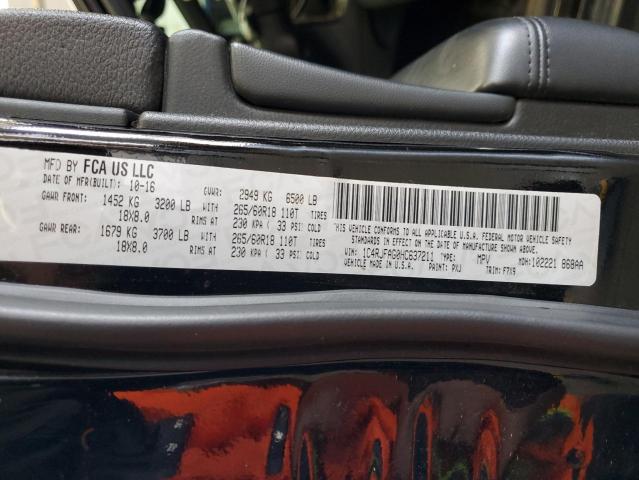 MFD BY FCA US LLC
DATE OF MFR(BUILT): 10-16 GVWR: 2949 KG 6500 LB
GAWR FRONT: 1452 KG 3200 LB WITH 265/60R18 110T TIRES
18X8.0 RIMS AT 230 KPA ( 33 PSI) COLD
GAWR REAR: 1679 KG 3700 LB WITH 265/60R18 110T TIRES
18X8.0 RIMS AT 230 KPA ( 33 PSI) COLD
THIS VEHICLE CONFORMS TO ALL APPLICABLE U.S.A. FEDERAL MOTOR VEHICLE SAFETY
STANDARDS IN EFFECT ON THE DATE OF MANUFACTURE SHOWN ABOVE.
VIN: 1C4RJFAG0HC637211 TYPE: MPV MDH: 102221 868AA
VEHICLE MADE IN U.S.A. PAINT: PXJ TRIM: F7X9